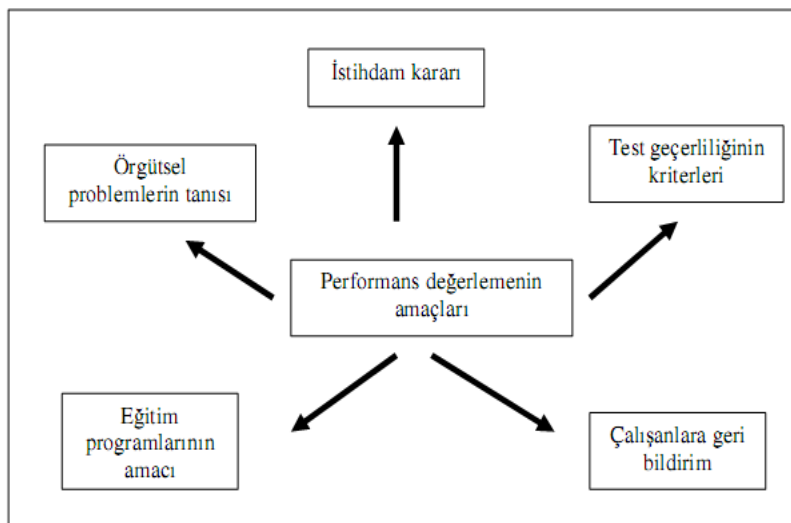 İstihdam kararı
Örgütsel
problemlerin tanısı
Test geçerliliğinin
kriterleri
Performans değerlemenin
amaçları
Eğitim
programlarının
amacı
Çalışanlara geri
bildirim